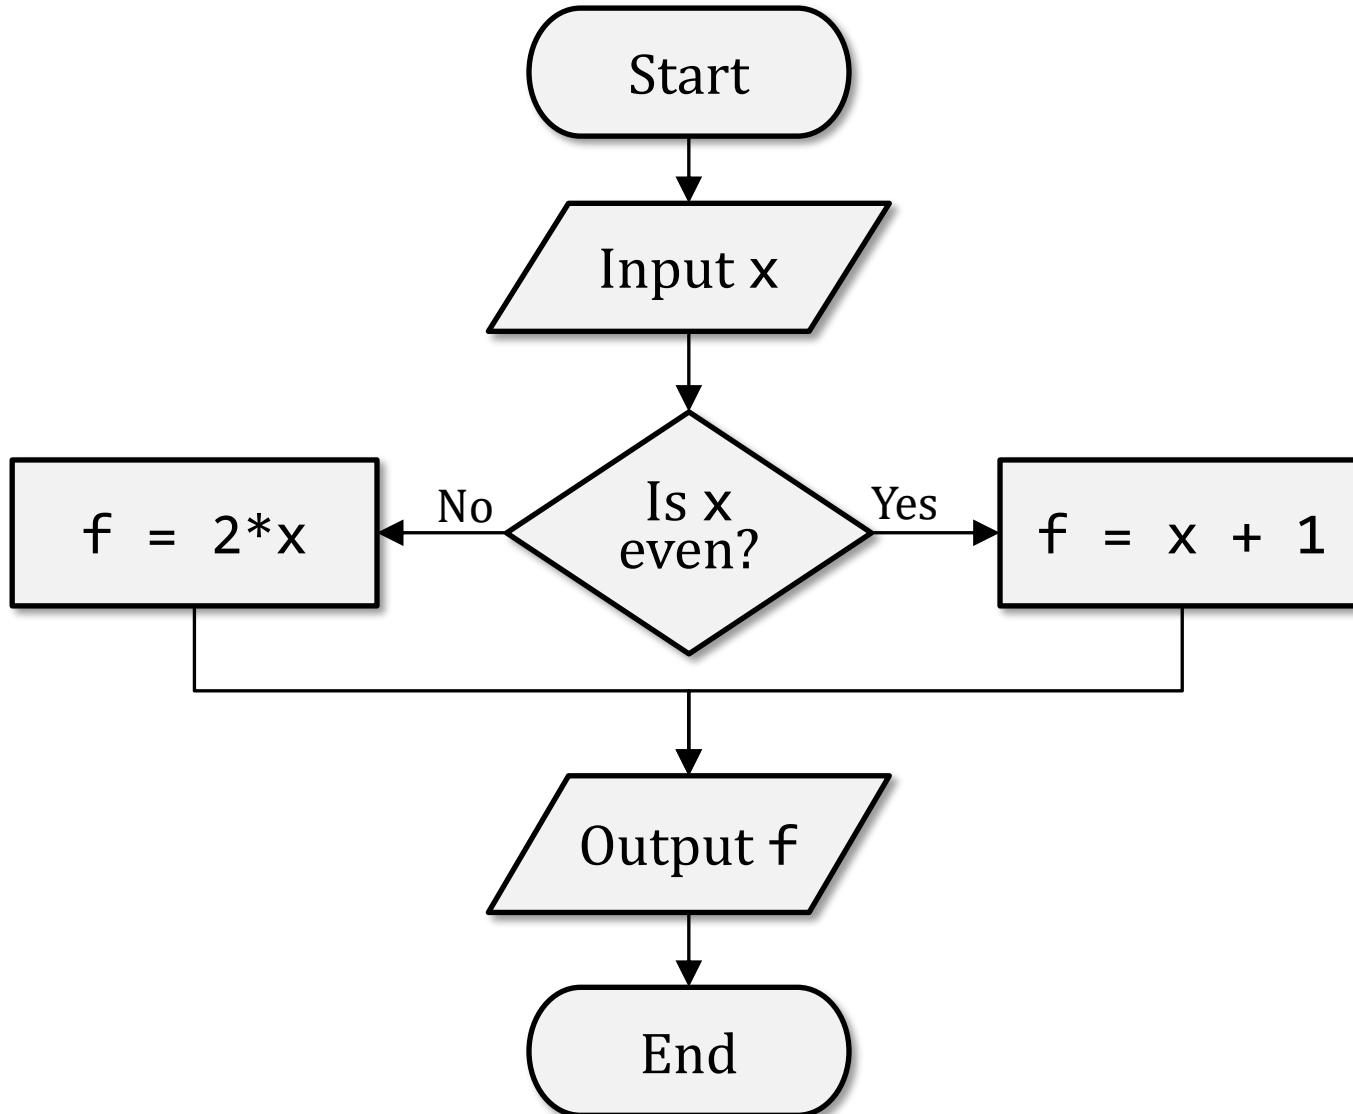 Start
Input x
No
Is x
even?
Yes
f = 2*x
f = x + 1
Output f
End